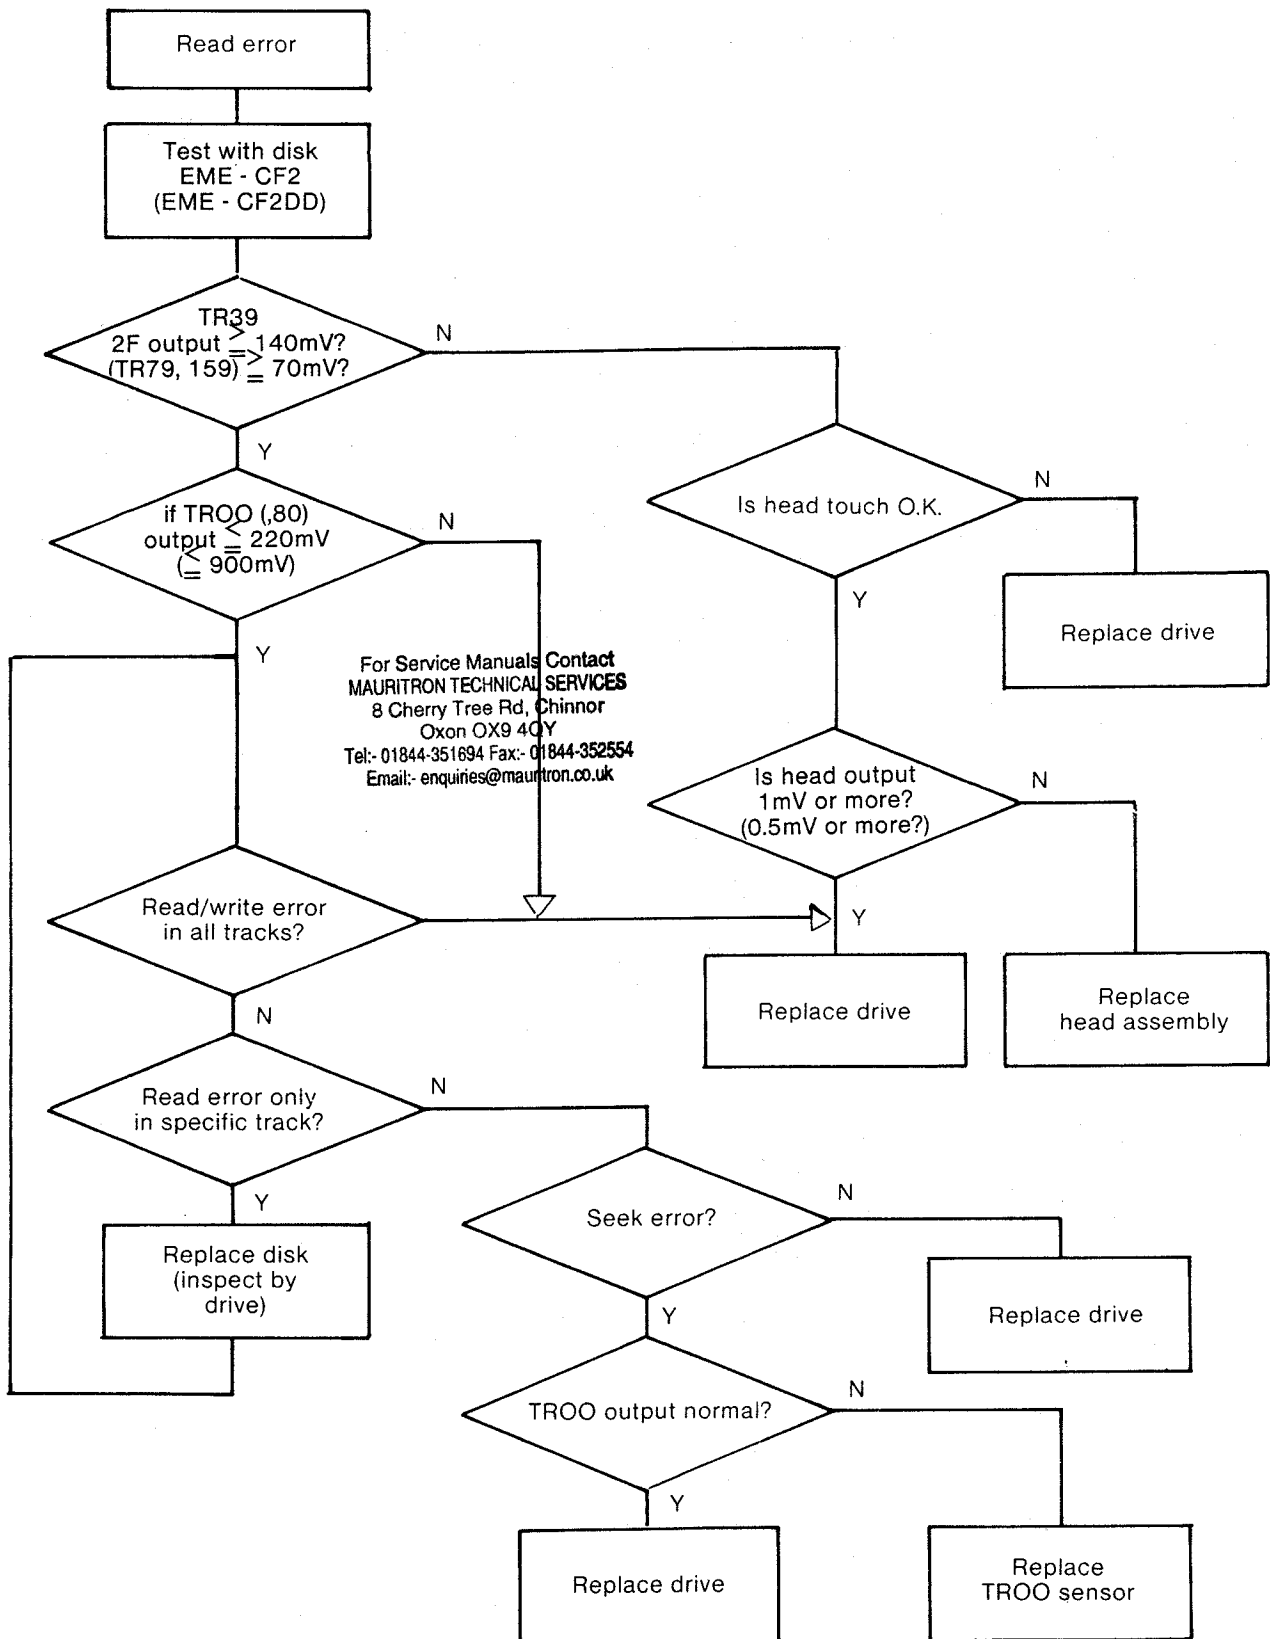 Read error
Test with disk
EME - CF2
(EME - CF2DD)
TR39
2F output ≧ 140mV?
(TR79, 159) ≧ 70mV?
N
Y
if TROO (,80)
output ≦ 220mV
(≦ 900mV)
N
Y
Is head touch O.K.
N
Y
Replace drive
For Service Manuals Contact
MAURITRON TECHNICAL SERVICES
8 Cherry Tree Rd, Chinnor
Oxon OX9 4QY
Tel:- 01844-351694 Fax:- 01844-352554
Email:- enquiries@mauritron.co.uk
Is head output
1mV or more?
(0.5mV or more?)
N
Y
Read/write error
in all tracks?
N
Replace drive
Replace
head assembly
Read error only
in specific track?
N
Y
Replace disk
(inspect by
drive)
Seek error?
N
Y
Replace drive
TROO output normal?
N
Y
Replace drive
Replace
TROO sensor